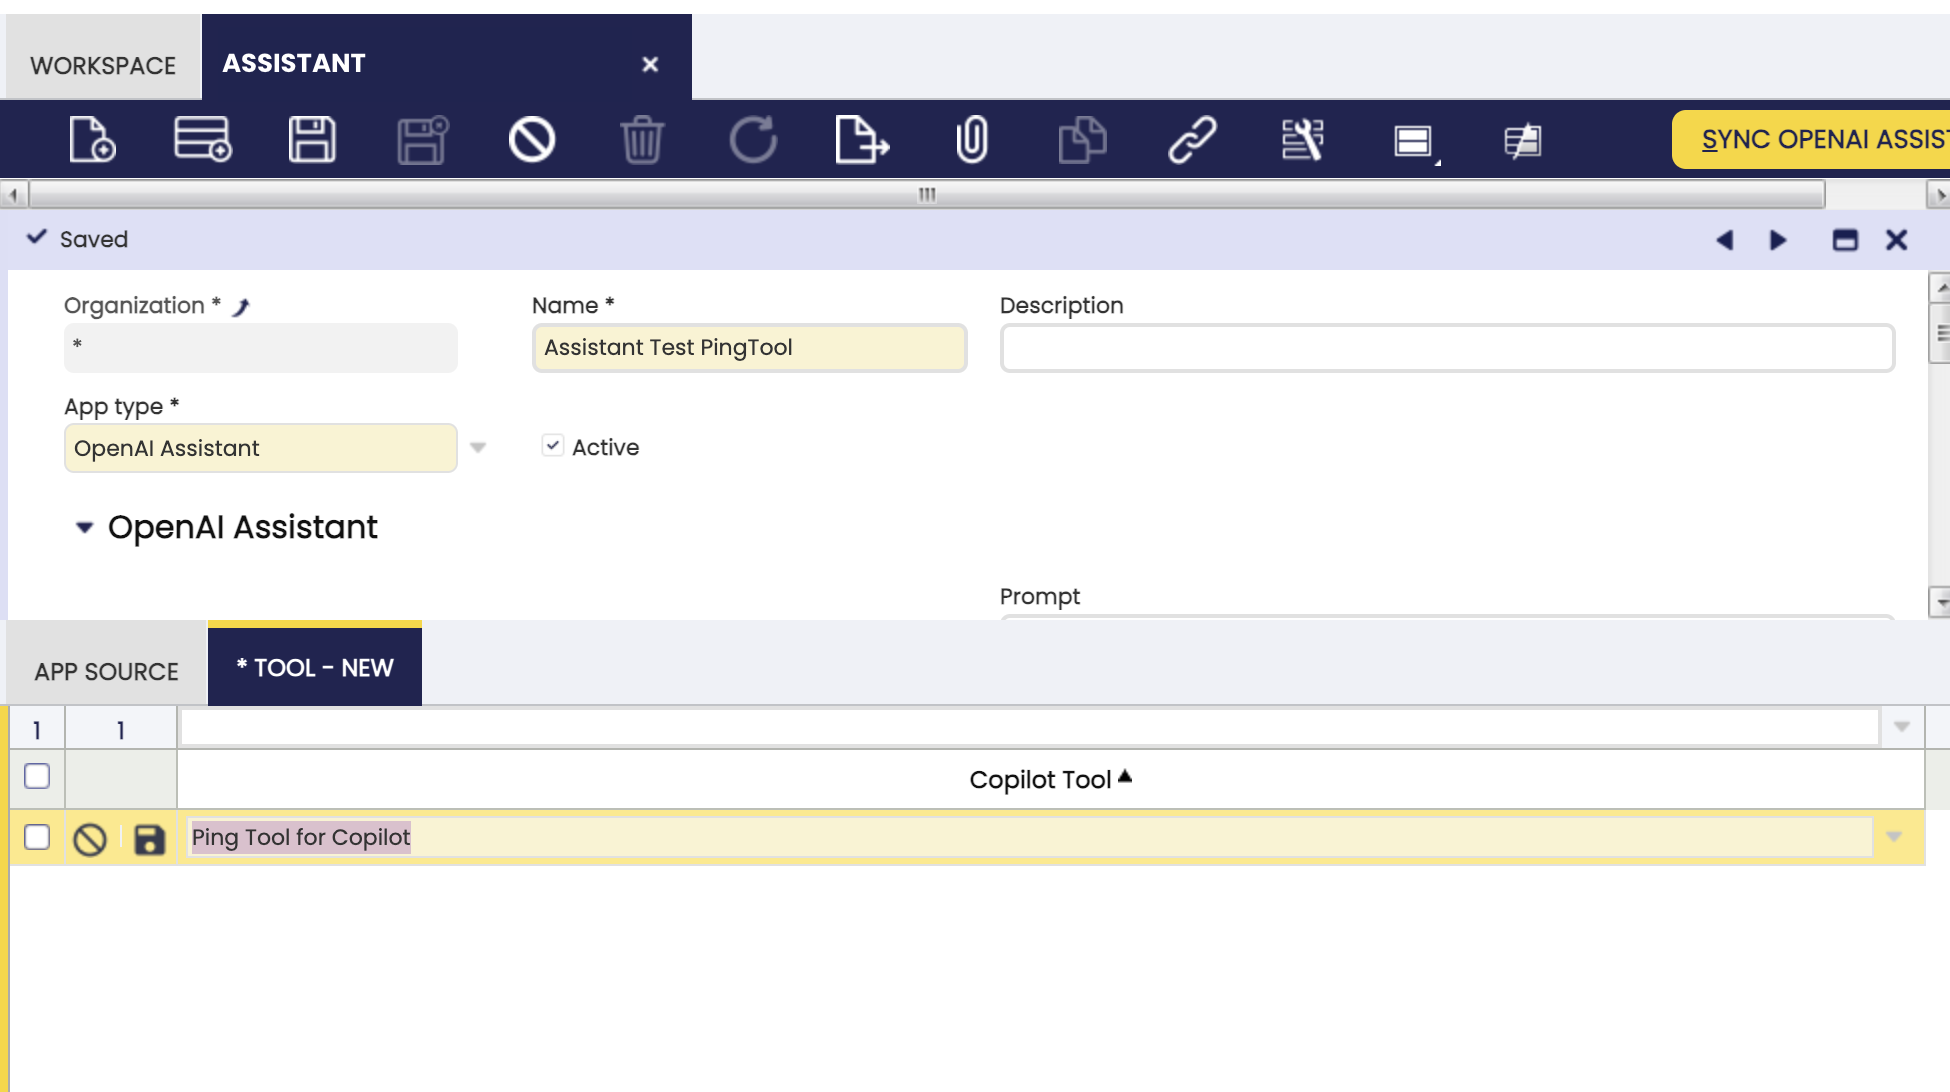 WORKSPACE
ASSISTANT
SYNC OPENAI ASSIS
Saved
Organization *
Name *
Description
*
Assistant Test PingTool
App type *
OpenAI Assistant
Active
OpenAI Assistant
Prompt
APP SOURCE
* TOOL - NEW
1
1
Copilot Tool
Ping Tool for Copilot